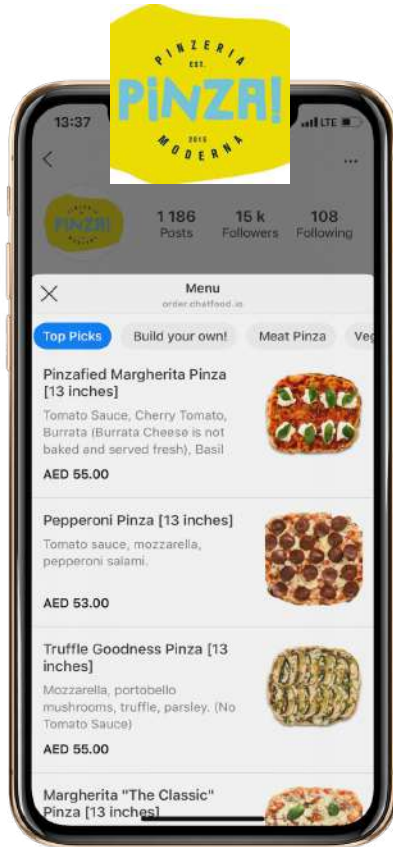 PINZERIA
EST.
PiNZA!
2015
MODERNA
13:37
LTE
1 186
15 k
108
Posts
Followers
Following
PiNZA!
Menu
order.chatfood.io
Top Picks
Build your own!
Meat Pinza
Veg
Pinzafied Margherita Pinza
[13 inches]
Tomato Sauce, Cherry Tomato,
Burrata (Burrata Cheese is not
baked and served fresh), Basil
AED 55.00
Pepperoni Pinza [13 inches]
Tomato sauce, mozzarella,
pepperoni salami.
AED 53.00
Truffle Goodness Pinza [13
inches]
Mozzarella, portobello
mushrooms, truffle, parsley. (No
Tomato Sauce)
AED 55.00
Margherita "The Classic"
Pinza [13 inches]